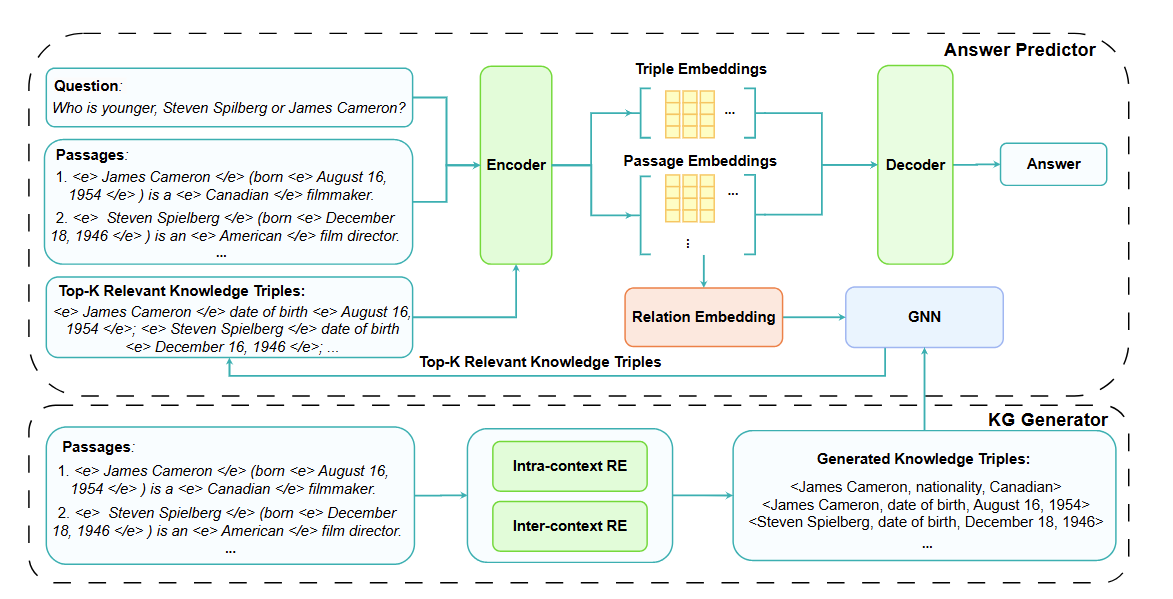 Answer Predictor
Question:
Who is younger, Steven Spilberg or James Cameron?
Passages:
1. <e> James Cameron </e> (born <e> August 16,
1954 </e> ) is a <e> Canadian </e> filmmaker.
2. <e> Steven Spielberg </e> (born <e> December
18, 1946 </e> ) is an <e> American </e> film director.
...
Top-K Relevant Knowledge Triples:
<e> James Cameron </e> date of birth <e> August 16,
1954 </e>; <e> Steven Spielberg </e> date of birth
<e> December 16, 1946 </e>; ...
Encoder
Triple Embeddings
...
Passage Embeddings
...
...
Decoder
Answer
Relation Embedding
GNN
Top-K Relevant Knowledge Triples
KG Generator
Passages:
1. <e> James Cameron </e> (born <e> August 16,
1954 </e> ) is a <e> Canadian </e> filmmaker.
2. <e> Steven Spielberg </e> (born <e> December
18, 1946 </e> ) is an <e> American </e> film director.
...
Intra-context RE
Inter-context RE
Generated Knowledge Triples:
<James Cameron, nationality, Canadian>
<James Cameron, date of birth, August 16, 1954>
<Steven Spielberg, date of birth, December 18, 1946>
...